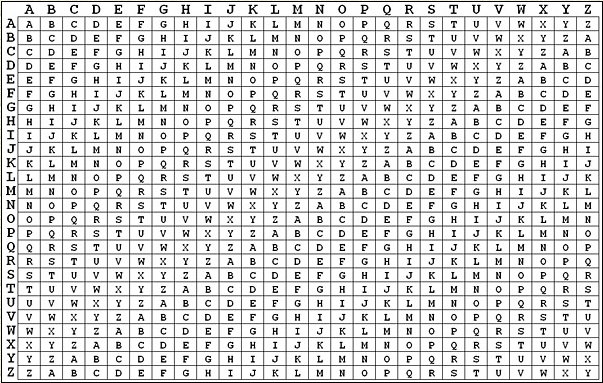 A B C D E F G H I J K L M N O P Q R S T U V W X Y Z
A A B C D E F G H I J K L M N O P Q R S T U V W X Y Z
B B C D E F G H I J K L M N O P Q R S T U V W X Y Z A
C C D E F G H I J K L M N O P Q R S T U V W X Y Z A B
D D E F G H I J K L M N O P Q R S T U V W X Y Z A B C
E E F G H I J K L M N O P Q R S T U V W X Y Z A B C D
F F G H I J K L M N O P Q R S T U V W X Y Z A B C D E
G G H I J K L M N O P Q R S T U V W X Y Z A B C D E F
H H I J K L M N O P Q R S T U V W X Y Z A B C D E F G
I I J K L M N O P Q R S T U V W X Y Z A B C D E F G H
J J K L M N O P Q R S T U V W X Y Z A B C D E F G H I
K K L M N O P Q R S T U V W X Y Z A B C D E F G H I J
L L M N O P Q R S T U V W X Y Z A B C D E F G H I J K
M M N O P Q R S T U V W X Y Z A B C D E F G H I J K L
N N O P Q R S T U V W X Y Z A B C D E F G H I J K L M
O O P Q R S T U V W X Y Z A B C D E F G H I J K L M N
P P Q R S T U V W X Y Z A B C D E F G H I J K L M N O
Q Q R S T U V W X Y Z A B C D E F G H I J K L M N O P
R R S T U V W X Y Z A B C D E F G H I J K L M N O P Q
S S T U V W X Y Z A B C D E F G H I J K L M N O P Q R
T T U V W X Y Z A B C D E F G H I J K L M N O P Q R S
U U V W X Y Z A B C D E F G H I J K L M N O P Q R S T
V V W X Y Z A B C D E F G H I J K L M N O P Q R S T U
W W X Y Z A B C D E F G H I J K L M N O P Q R S T U V
X X Y Z A B C D E F G H I J K L M N O P Q R S T U V W
Y Y Z A B C D E F G H I J K L M N O P Q R S T U V W X
Z Z A B C D E F G H I J K L M N O P Q R S T U V W X Y